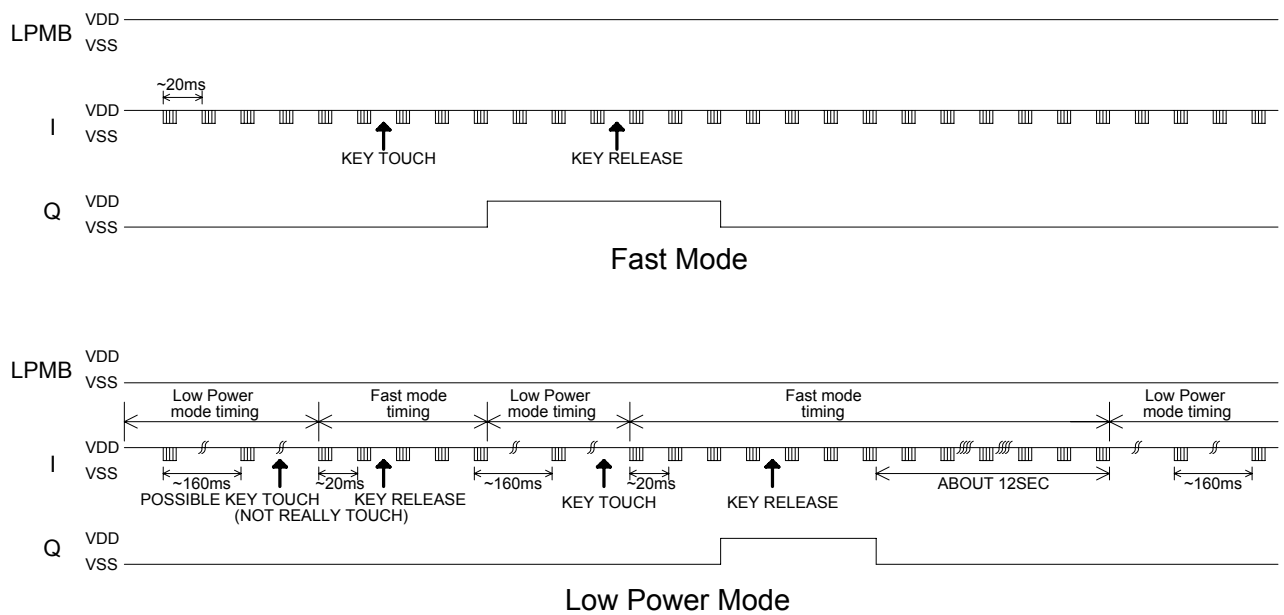 LPMB
VDD
VSS
~20ms
I
VDD
VSS
KEY TOUCH
KEY RELEASE
Q
VDD
VSS
Fast Mode
LPMB
VDD
VSS
Low Power
mode timing
Fast mode
timing
Low Power
mode timing
Fast mode
timing
Low Power
mode timing
I
VDD
VSS
~160ms
POSSIBLE KEY TOUCH
(NOT REALLY TOUCH)
~20ms
KEY RELEASE
~160ms
KEY TOUCH
~20ms
KEY RELEASE
ABOUT 12SEC
~160ms
Q
VDD
VSS
Low Power Mode